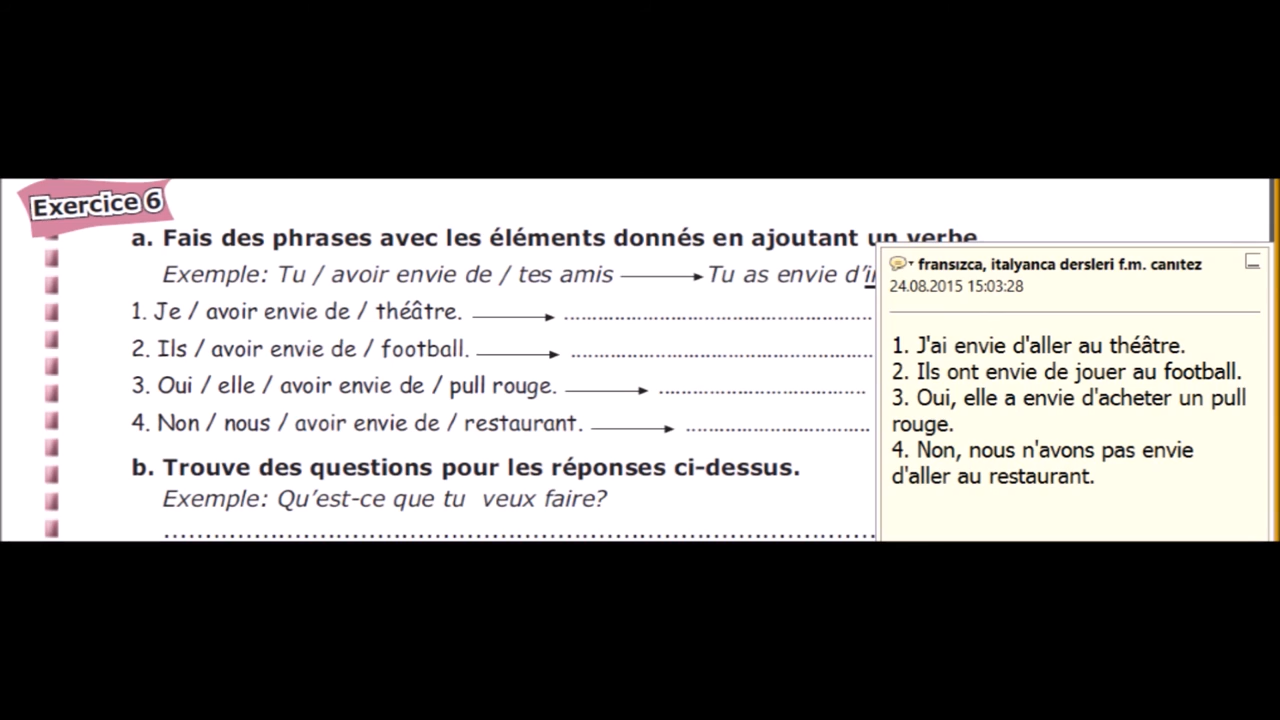 Exercice 6
a. Fais des phrases avec les éléments donnés en ajoutant un verbe
Exemple: Tu / avoir envie de / tes amis → Tu as envie
1. Je / avoir envie de / théâtre. → ................................................
2. Ils / avoir envie de / football. → ................................................
3. Oui / elle / avoir envie de / pull rouge. → ................................
4. Non / nous / avoir envie de / restaurant. → ............................
b. Trouve des questions pour les réponses ci-dessus.
Exemple: Qu'est-ce que tu veux faire?
................................................................................
fransızca, italyanca dersleri f.m. canıtez
24.08.2015 15:03:28
1. J'ai envie d'aller au théâtre.
2. Ils ont envie de jouer au football.
3. Oui, elle a envie d'acheter un pull
rouge.
4. Non, nous n'avons pas envie
d'aller au restaurant.